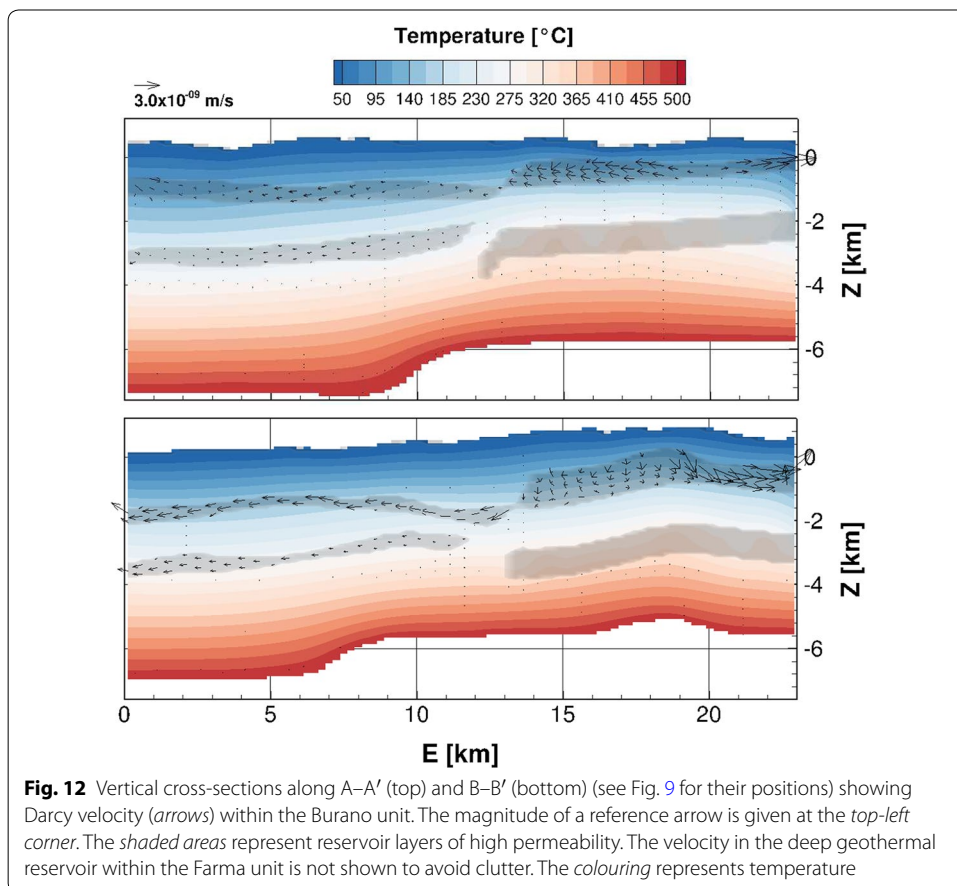 Temperature [°C]
3.0x10⁻⁰⁹ m/s
50 95 140 185 230 275 320 365 410 455 500
0
-2
-4
-6
Z [km]
0
-2
-4
-6
Z [km]
0 5 10 15 20
E [km]
Fig. 12 Vertical cross-sections along A–A′ (top) and B–B′ (bottom) (see Fig. 9 for their positions) showing
Darcy velocity (arrows) within the Burano unit. The magnitude of a reference arrow is given at the top-left
corner. The shaded areas represent reservoir layers of high permeability. The velocity in the deep geothermal
reservoir within the Farma unit is not shown to avoid clutter. The colouring represents temperature